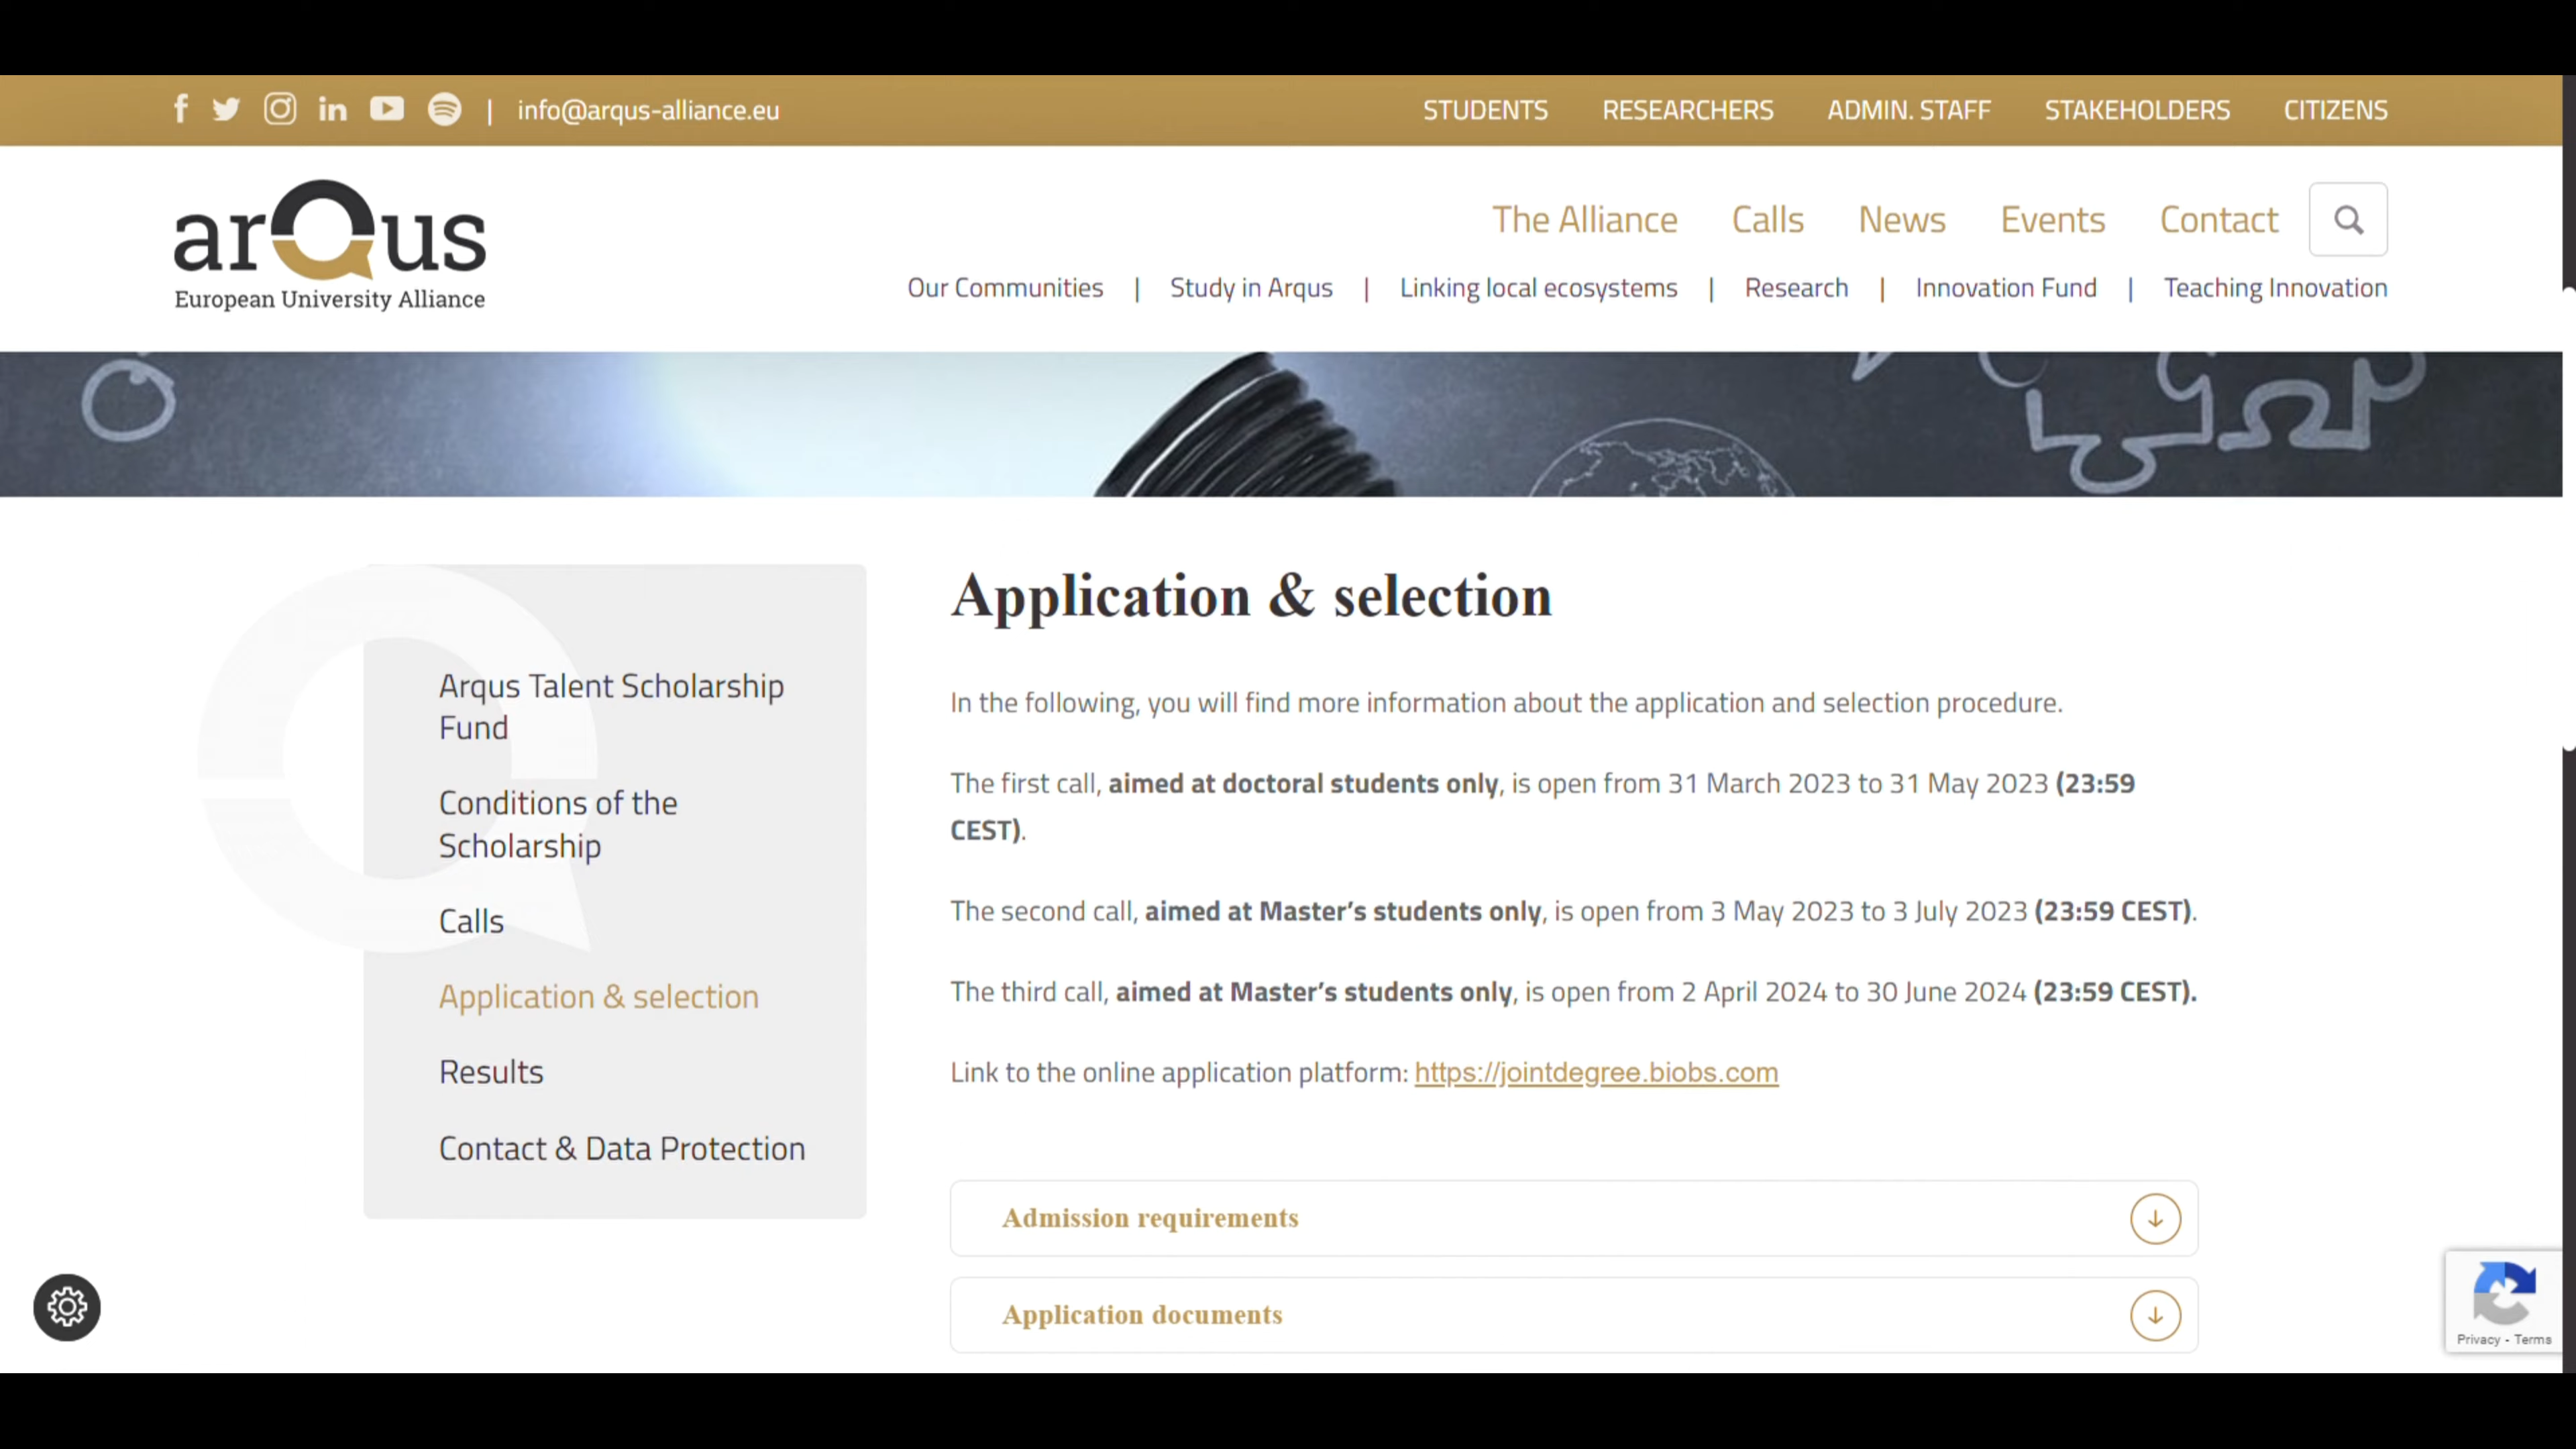 info@arqus-alliance.eu
STUDENTS RESEARCHERS ADMIN. STAFF STAKEHOLDERS CITIZENS
arQus
European University Alliance
The Alliance Calls News Events Contact
Our Communities | Study in Arqus | Linking local ecosystems | Research | Innovation Fund | Teaching Innovation
Arqus Talent Scholarship
Fund
Conditions of the
Scholarship
Calls
Application & selection
Results
Contact & Data Protection
Application & selection
In the following, you will find more information about the application and selection procedure.
The first call, aimed at doctoral students only, is open from 31 March 2023 to 31 May 2023 (23:59
CEST).
The second call, aimed at Master’s students only, is open from 3 May 2023 to 3 July 2023 (23:59 CEST).
The third call, aimed at Master’s students only, is open from 2 April 2024 to 30 June 2024 (23:59 CEST).
Link to the online application platform: https://jointdegree.biobs.com
Admission requirements
Application documents
Privacy - Terms